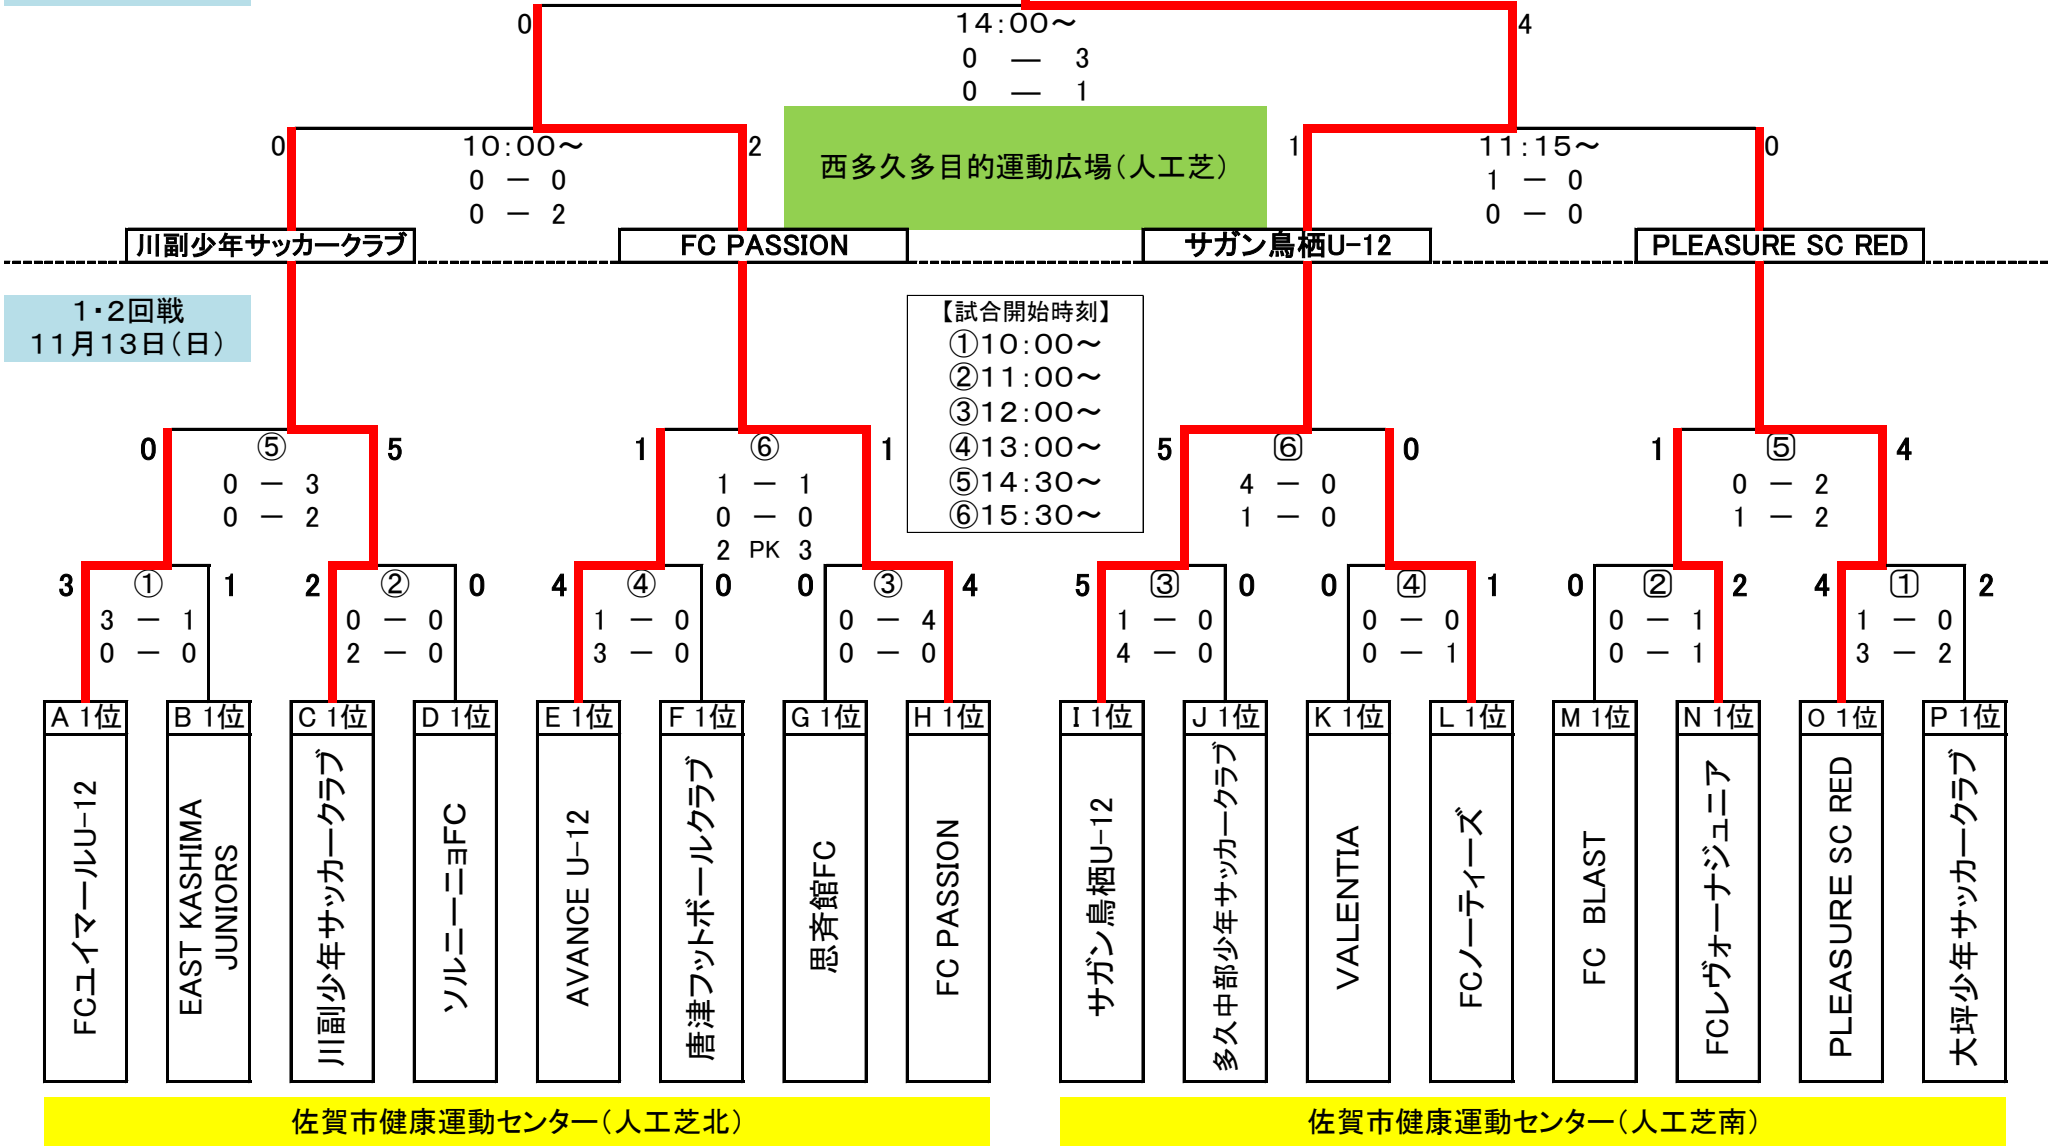 0 14：00～ 4
0 ― 3
0 ― 1
0 10：00～ 2
0 － 0
0 － 2
西多久多目的運動広場（人工芝）
1 11：15～ 0
1 － 0
0 － 0
川副少年サッカークラブ
FC PASSION
サガン鳥栖U-12
PLEASURE SC RED
1・2回戦
11月13日（日）
【試合開始時刻】
①10：00～
②11：00～
③12：00～
④13：00～
⑤14：30～
⑥15：30～
0 ⑤ 5
0 － 3
0 － 2
1 ⑥ 1
1 － 1
0 － 0
2 PK 3
5 6 0
4 － 0
1 － 0
1 5 4
0 － 2
1 － 2
3 ① 1
3 － 1
0 － 0
2 ② 0
0 － 0
2 － 0
4 ④ 0
1 － 0
3 － 0
0 ③ 4
0 － 4
0 － 0
5 3 0
1 － 0
4 － 0
0 4 1
0 － 0
0 － 1
0 2 2
0 － 1
0 － 1
4 1 2
1 － 0
3 － 2
A 1位
B 1位
C 1位
D 1位
E 1位
F 1位
G 1位
H 1位
I 1位
J 1位
K 1位
L 1位
M 1位
N 1位
O 1位
P 1位
FCユイマールU-12
EAST KASHIMA
JUNIORS
川副少年サッカークラブ
ソルニーニョFC
AVANCE U-12
唐津フットボールクラブ
思斉館FC
FC PASSION
サガン鳥栖U-12
多久中部少年サッカークラブ
VALENTIA
FCノーティーズ
FC BLAST
FCレヴォーナジュニア
PLEASURE SC RED
大坪少年サッカークラブ
佐賀市健康運動センター（人工芝北）
佐賀市健康運動センター（人工芝南）